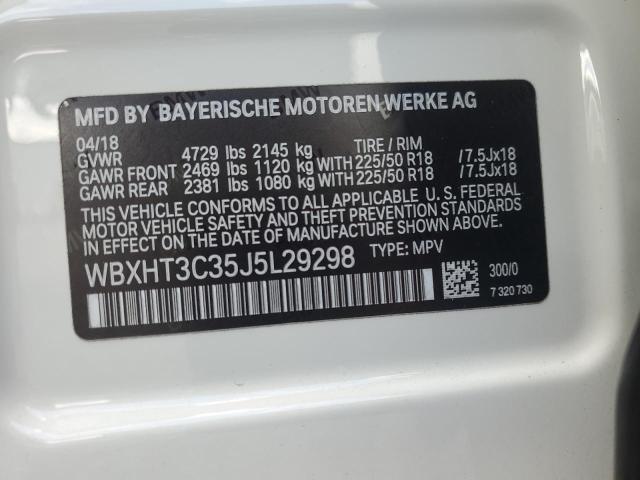 MFD BY BAYERISCHE MOTOREN WERKE AG
04/18
GVWR 4729 lbs 2145 kg TIRE / RIM
GAWR FRONT 2469 lbs 1120 kg WITH 225/50 R18 /7.5Jx18
GAWR REAR 2381 lbs 1080 kg WITH 225/50 R18 /7.5Jx18
THIS VEHICLE CONFORMS TO ALL APPLICABLE U. S. FEDERAL
MOTOR VEHICLE SAFETY AND THEFT PREVENTION STANDARDS
IN EFFECT ON THE DATE OF MANUFACTURE SHOWN ABOVE.
WBXHT3C35J5L29298 TYPE: MPV
300/0
7 320 730